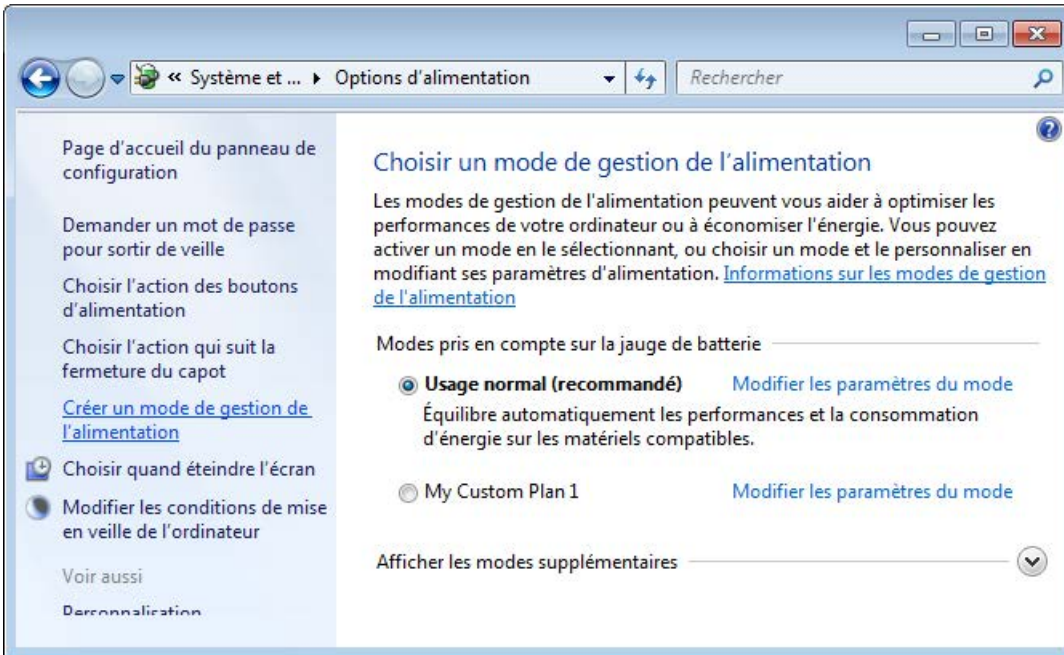 « Système et ... ▸ Options d'alimentation
Rechercher
Page d'accueil du panneau de
configuration
Demander un mot de passe
pour sortir de veille
Choisir l'action des boutons
d'alimentation
Choisir l'action qui suit la
fermeture du capot
Créer un mode de gestion de
l'alimentation
Choisir quand éteindre l'écran
Modifier les conditions de mise
en veille de l'ordinateur
Voir aussi
Personnalisation
Choisir un mode de gestion de l'alimentation
Les modes de gestion de l'alimentation peuvent vous aider à optimiser les
performances de votre ordinateur ou à économiser l'énergie. Vous pouvez
activer un mode en le sélectionnant, ou choisir un mode et le personnaliser en
modifiant ses paramètres d'alimentation. Informations sur les modes de gestion
de l'alimentation
Modes pris en compte sur la jauge de batterie
Usage normal (recommandé) Modifier les paramètres du mode
Équilibre automatiquement les performances et la consommation
d'énergie sur les matériels compatibles.
My Custom Plan 1 Modifier les paramètres du mode
Afficher les modes supplémentaires